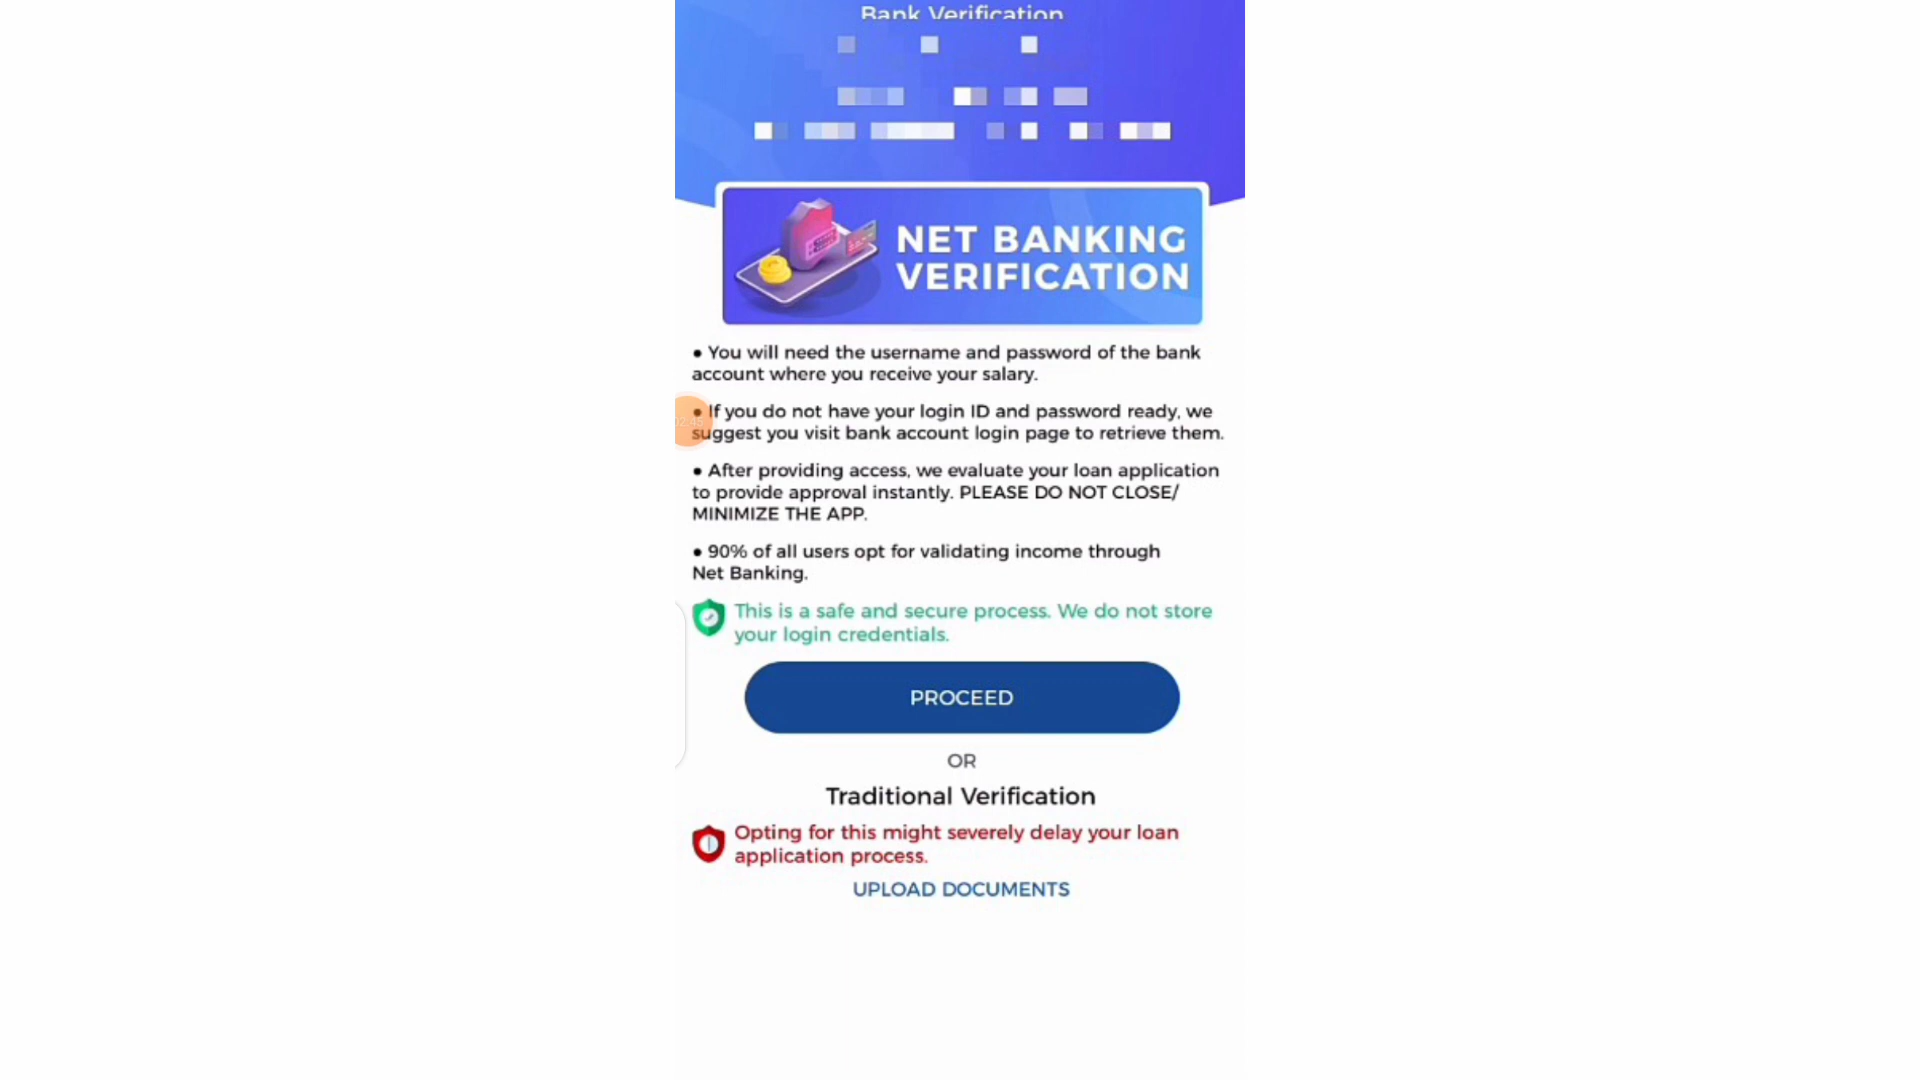 Bank Verification
NET BANKING
VERIFICATION
● You will need the username and password of the bank
account where you receive your salary.
● If you do not have your login ID and password ready, we
suggest you visit bank account login page to retrieve them.
02:45
● After providing access, we evaluate your loan application
to provide approval instantly. PLEASE DO NOT CLOSE/
MINIMIZE THE APP.
● 90% of all users opt for validating income through
Net Banking.
This is a safe and secure process. We do not store
your login credentials.
PROCEED
OR
Traditional Verification
Opting for this might severely delay your loan
application process.
UPLOAD DOCUMENTS